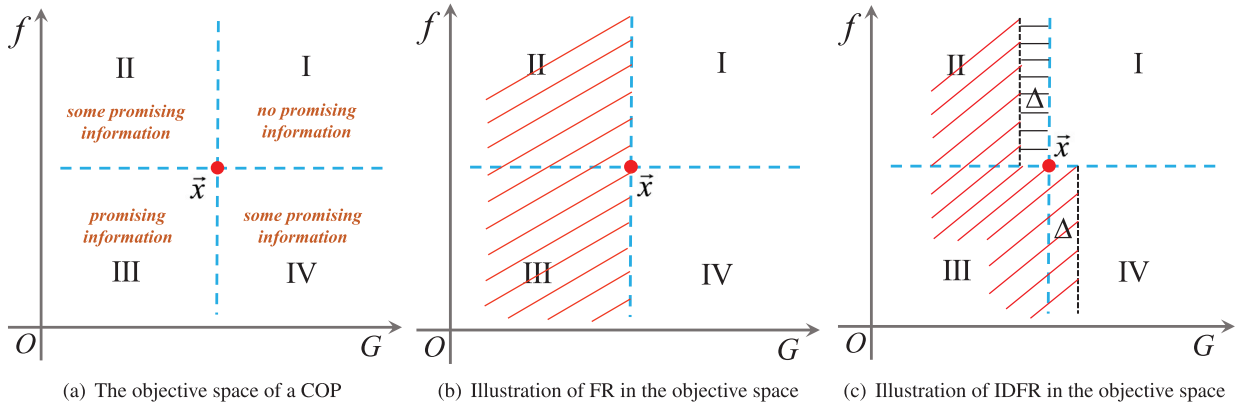 f
II
I
some promising
information
no promising
information
x⃗
promising
information
some promising
information
III
IV
O
G
(a) The objective space of a COP
f
II
I
x⃗
III
IV
O
G
(b) Illustration of FR in the objective space
f
II
I
Δ
x⃗
Δ
III
IV
O
G
(c) Illustration of IDFR in the objective space